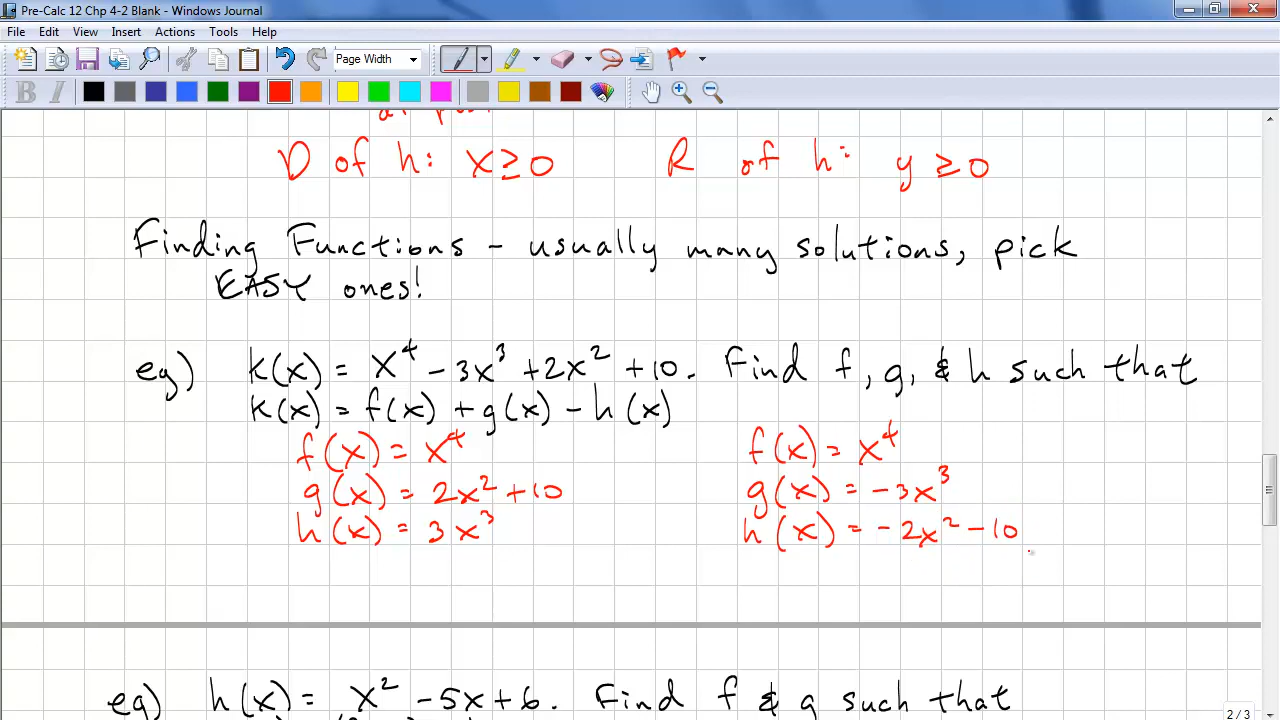 Pre-Calc 12 Chp 4-2 Blank - Windows Journal
File Edit View Insert Actions Tools Help
Page Width
B I
D of h: x ≥ 0 R of h: y ≥ 0
Finding Functions - usually many solutions, pick
EASY ones!
eg) k(x) = x⁴ - 3x³ + 2x² + 10. Find f, g, & h such that
k(x) = f(x) + g(x) - h(x)
f(x) = x⁴ f(x) = x⁴
g(x) = 2x² + 10 g(x) = -3x³
h(x) = 3x³ h(x) = -2x² - 10
eg) h(x) = x² - 5x + 6. Find f & g such that
2/3